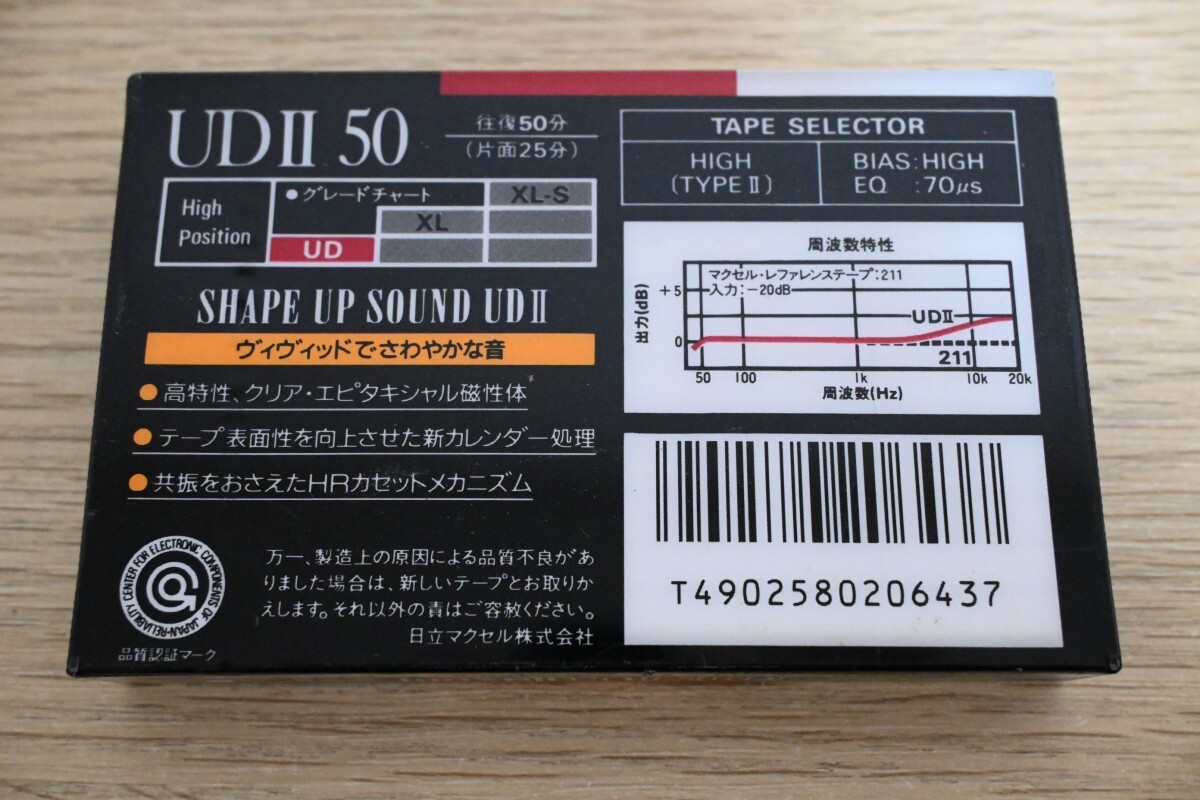 UDⅡ 50
往復50分
(片面25分)
High
Position
●グレードチャート
XL-S
XL
UD
SHAPE UP SOUND UDⅡ
ヴィヴィッドでさわやかな音
●高特性、クリア・エピタキシャル磁性体
●テープ表面性を向上させた新カレンダー処理
●共振をおさえたHRカセットメカニズム
RELIABILITY CENTER FOR ELECTRONIC COMPONENTS OF JAPAN
品質認証マーク
万一、製造上の原因による品質不良があ
りました場合は、新しいテープとお取りか
えします。それ以外の責はご容赦ください。
日立マクセル株式会社
TAPE SELECTOR
HIGH
(TYPEⅡ)
BIAS:HIGH
EQ :70μs
周波数特性
マクセル・レファレンステープ:211
入力:-20dB
出力(dB)
+5
0
UDⅡ
211
50 100 1k 10k 20k
周波数(Hz)
T4902580206437